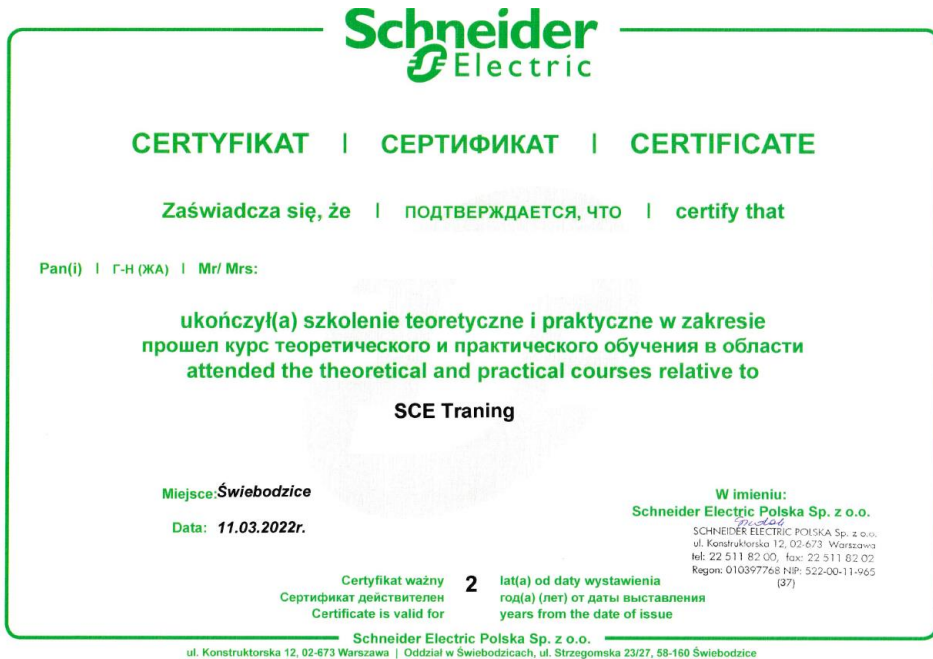 Schneider
Electric
CERTYFIKAT | СЕРТИФИКАТ | CERTIFICATE
Zaświadcza się, że | ПОДТВЕРЖДАЕТСЯ, ЧТО | certify that
Pan(i) | Г-Н (ЖА) | Mr/ Mrs:
ukończył(a) szkolenie teoretyczne i praktyczne w zakresie
прошел курс теоретического и практического обучения в области
attended the theoretical and practical courses relative to
SCE Traning
Miejsce: Świebodzice
Data: 11.03.2022r.
W imieniu:
Schneider Electric Polska Sp. z o.o.
SCHNEIDER ELECTRIC POLSKA Sp. z o.o.
ul. Konstruktorska 12, 02-673 Warszawa
tel: 22 511 82 00, fax: 22 511 82 02
Regon: 010397768 NIP: 522-00-11-965
(37)
Certyfikat ważny 2 lat(a) od daty wystawienia
Сертификат действителен год(а) (лет) от даты выставления
Certificate is valid for years from the date of issue
Schneider Electric Polska Sp. z o.o.
ul. Konstruktorska 12, 02-673 Warszawa | Oddział w Świebodzicach, ul. Strzegomska 23/27, 58-160 Świebodzice